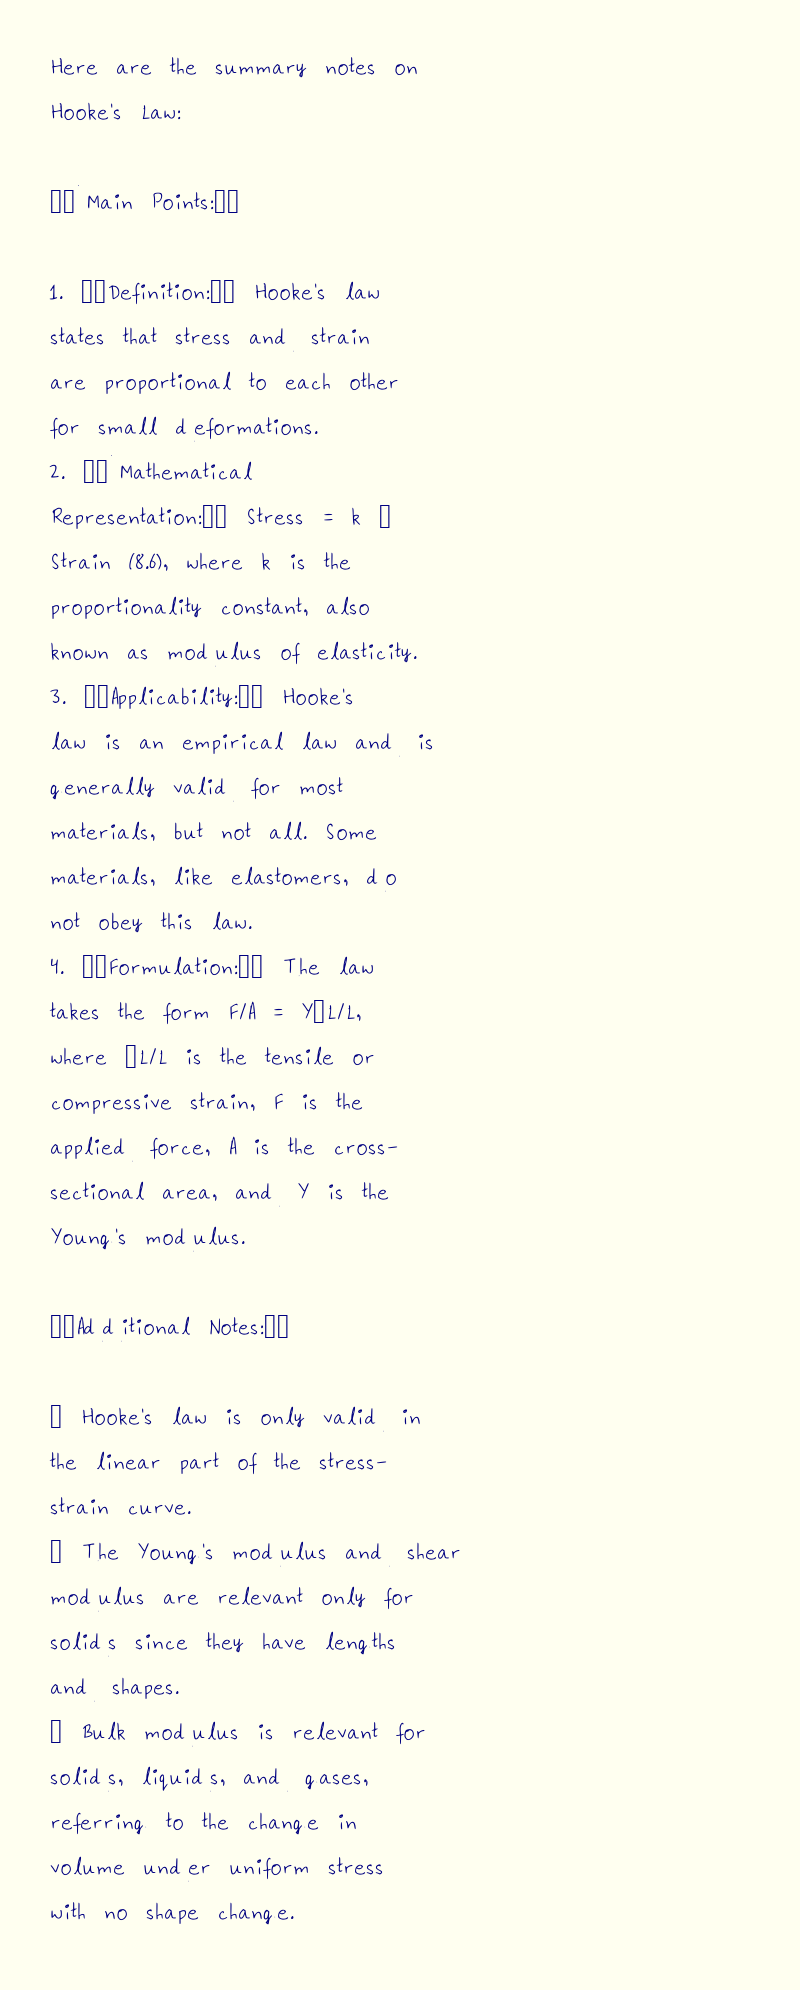 Here are the summary notes on
Hooke's Law:
▯▯ Main Points:▯▯
1. ▯▯Definition:▯▯ Hooke's law
states that stress and strain
are proportional to each other
for small deformations.
2. ▯▯ Mathematical
Representation:▯▯ Stress = k ▯
Strain (8.6), where k is the
proportionality constant, also
known as modulus of elasticity.
3. ▯▯Applicability:▯▯ Hooke's
law is an empirical law and is
generally valid for most
materials, but not all. Some
materials, like elastomers, do
not obey this law.
4. ▯▯Formulation:▯▯ The law
takes the form F/A = Y▯L/L,
where ▯L/L is the tensile or
compressive strain, F is the
applied force, A is the cross-
sectional area, and Y is the
Young's modulus.
▯▯Additional Notes:▯▯
▯ Hooke's law is only valid in
the linear part of the stress-
strain curve.
▯ The Young's modulus and shear
modulus are relevant only for
solids since they have lengths
and shapes.
▯ Bulk modulus is relevant for
solids, liquids, and gases,
referring to the change in
volume under uniform stress
with no shape change.